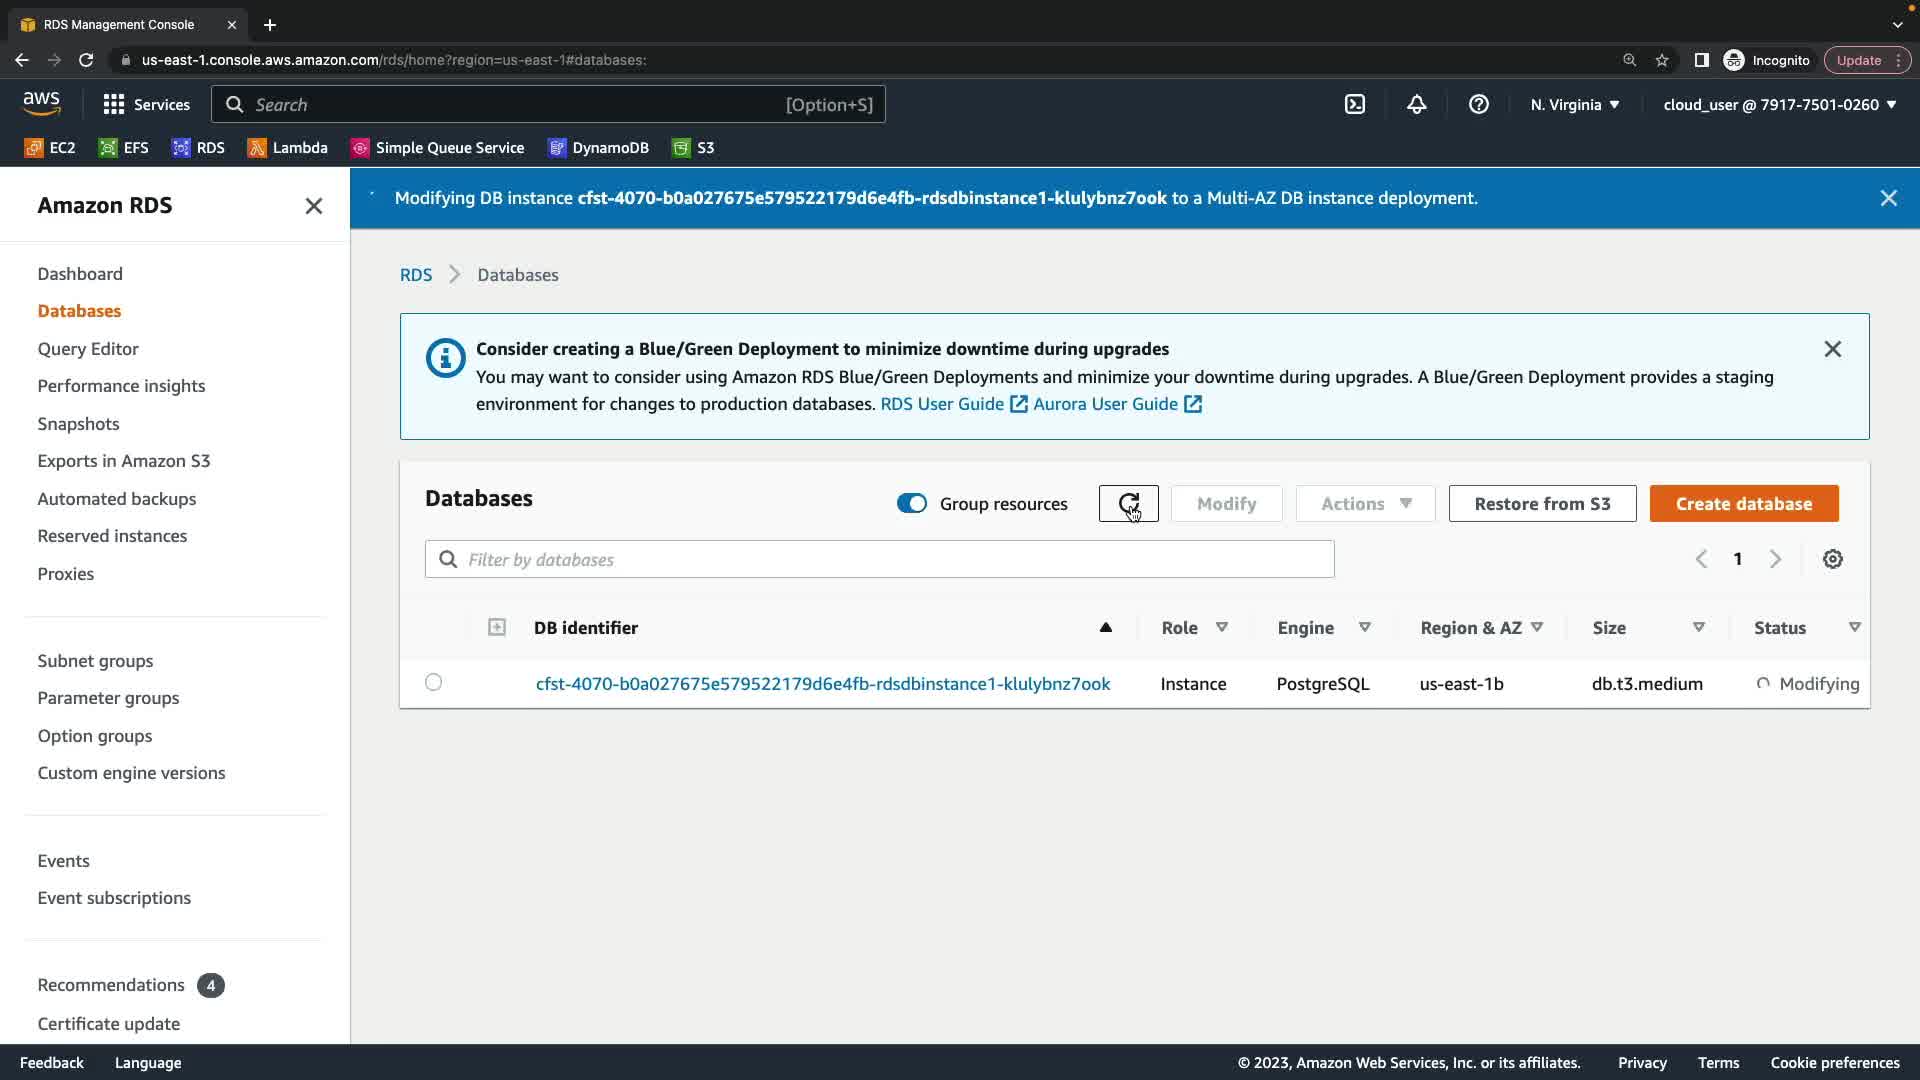 RDS Management Console
us-east-1.console.aws.amazon.com/rds/home?region=us-east-1#databases:
Incognito
Update
aws
Services
Search
[Option+S]
N. Virginia
cloud_user @ 7917-7501-0260
EC2
EFS
RDS
Lambda
Simple Queue Service
DynamoDB
S3
Amazon RDS
Dashboard
Databases
Query Editor
Performance insights
Snapshots
Exports in Amazon S3
Automated backups
Reserved instances
Proxies
Subnet groups
Parameter groups
Option groups
Custom engine versions
Events
Event subscriptions
Recommendations 4
Certificate update
Modifying DB instance cfst-4070-b0a027675e579522179d6e4fb-rdsdbinstance1-klulybnz7ook to a Multi-AZ DB instance deployment.
RDS > Databases
Consider creating a Blue/Green Deployment to minimize downtime during upgrades
You may want to consider using Amazon RDS Blue/Green Deployments and minimize your downtime during upgrades. A Blue/Green Deployment provides a staging
environment for changes to production databases. RDS User Guide Aurora User Guide
Databases
Group resources
Modify
Actions
Restore from S3
Create database
Filter by databases
1
DB identifier Role Engine Region & AZ Size Status
cfst-4070-b0a027675e579522179d6e4fb-rdsdbinstance1-klulybnz7ook Instance PostgreSQL us-east-1b db.t3.medium Modifying
Feedback
Language
© 2023, Amazon Web Services, Inc. or its affiliates.
Privacy
Terms
Cookie preferences